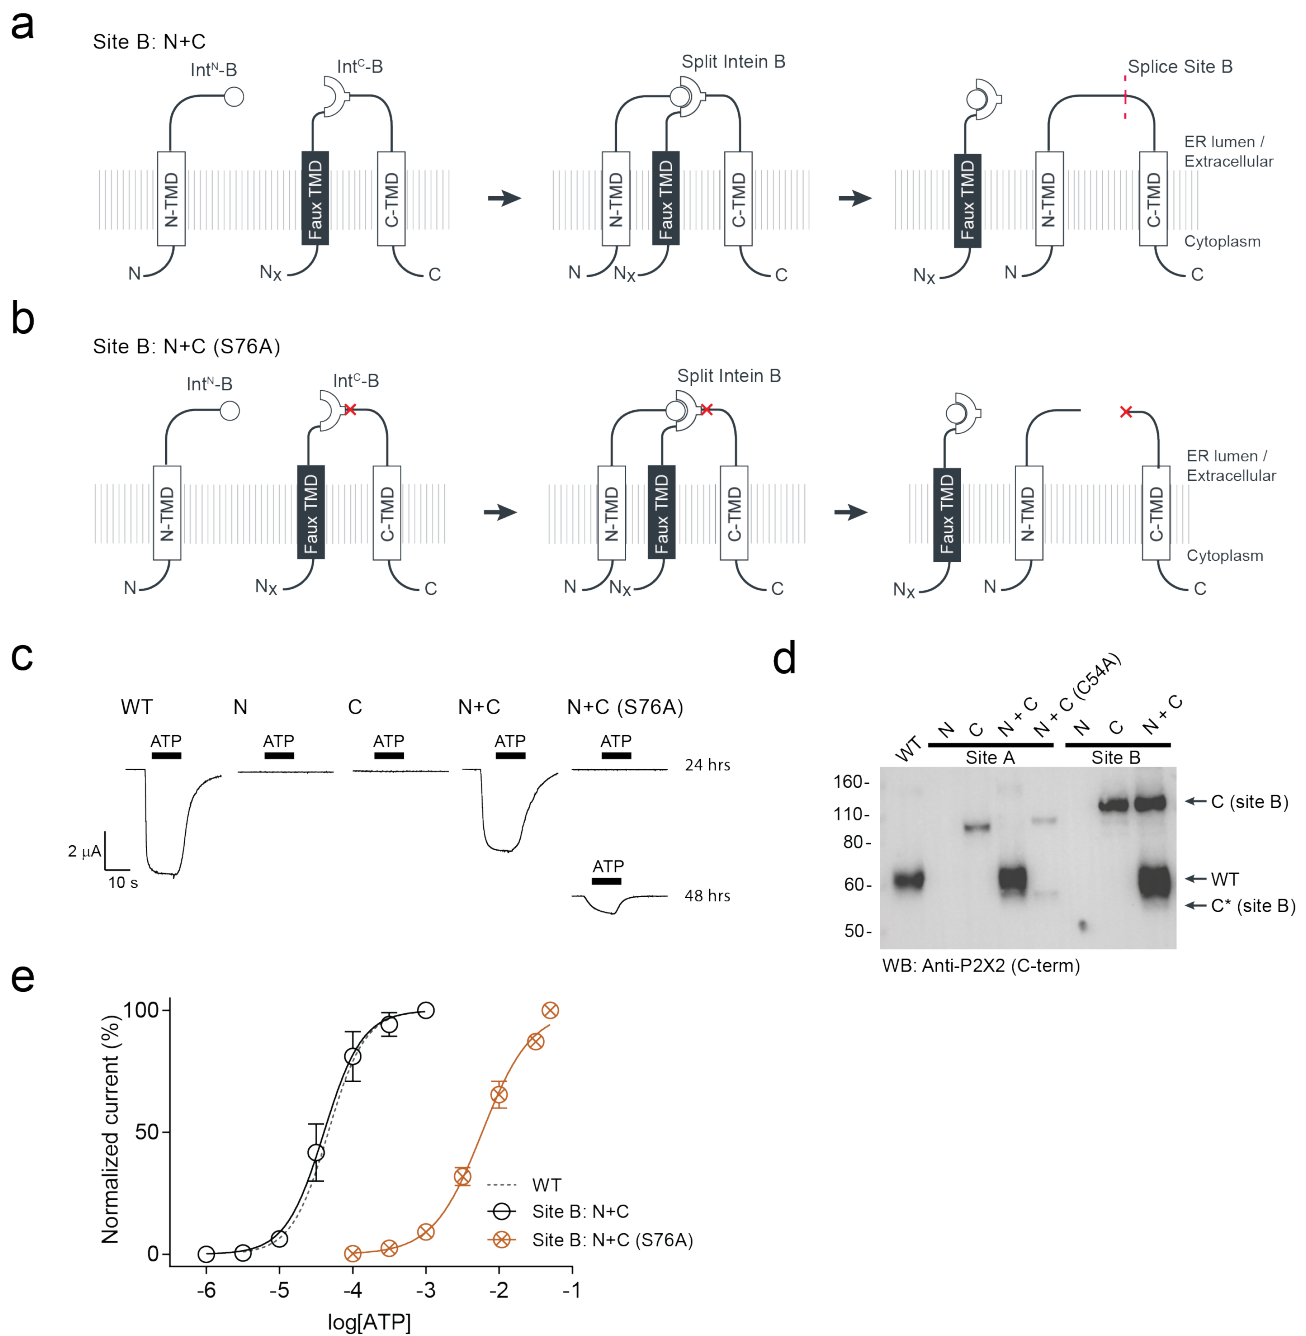 a
Site B: N+C
Intᴺ-B
Intᶜ-B
Split Intein B
Splice Site B
N-TMD
Faux TMD
C-TMD
N-TMD
Faux TMD
C-TMD
Faux TMD
N-TMD
C-TMD
ER lumen /
Extracellular
Cytoplasm
N
Nx
C
N
Nx
C
Nx
N
C
b
Site B: N+C (S76A)
Intᴺ-B
Intᶜ-B
Split Intein B
N-TMD
Faux TMD
C-TMD
N-TMD
Faux TMD
C-TMD
Faux TMD
N-TMD
C-TMD
ER lumen /
Extracellular
Cytoplasm
N
Nx
C
N
Nx
C
Nx
N
C
c
WT
N
C
N+C
N+C (S76A)
ATP
ATP
ATP
ATP
ATP
24 hrs
2 μA
10 s
ATP
48 hrs
d
WT
N
C
N + C
N + C (C54A)
N
C
N + C
Site A
Site B
160-
110-
80-
60-
50-
C (site B)
WT
C* (site B)
WB: Anti-P2X2 (C-term)
e
Normalized current (%)
100
50
0
WT
Site B: N+C
Site B: N+C (S76A)
-6
-5
-4
-3
-2
-1
log[ATP]